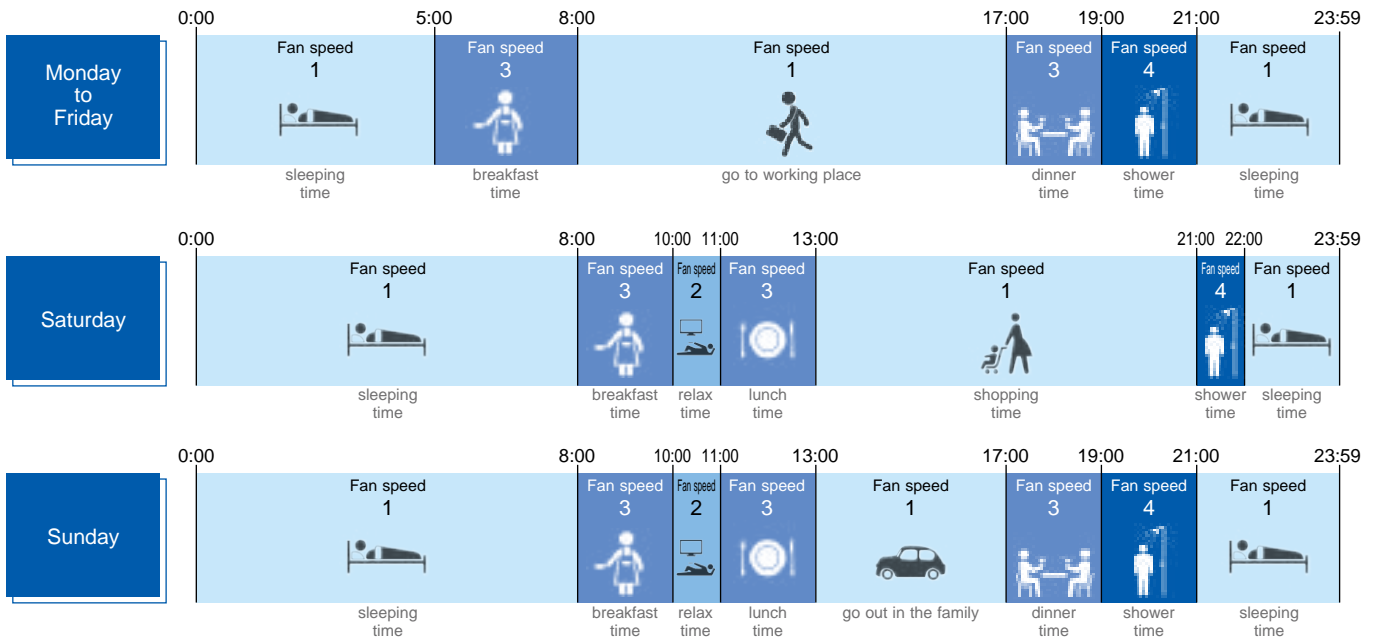 0:00 5:00 8:00 17:00 19:00 21:00 23:59
Monday
to
Friday
Fan speed Fan speed Fan speed Fan speed Fan speed Fan speed
1 3 1 3 4 1
sleeping breakfast go to working place dinner shower sleeping
time time time time time
0:00 8:00 10:00 11:00 13:00 21:00 22:00 23:59
Saturday
Fan speed Fan speed Fan speed Fan speed Fan speed Fan speed Fan speed
1 3 2 3 1 4 1
sleeping breakfast relax lunch shopping shower sleeping
time time time time time time time
0:00 8:00 10:00 11:00 13:00 17:00 19:00 21:00 23:59
Sunday
Fan speed Fan speed Fan speed Fan speed Fan speed Fan speed Fan speed Fan speed
1 3 2 3 1 3 4 1
sleeping breakfast relax lunch go out in the family dinner shower sleeping
time time time time time time time